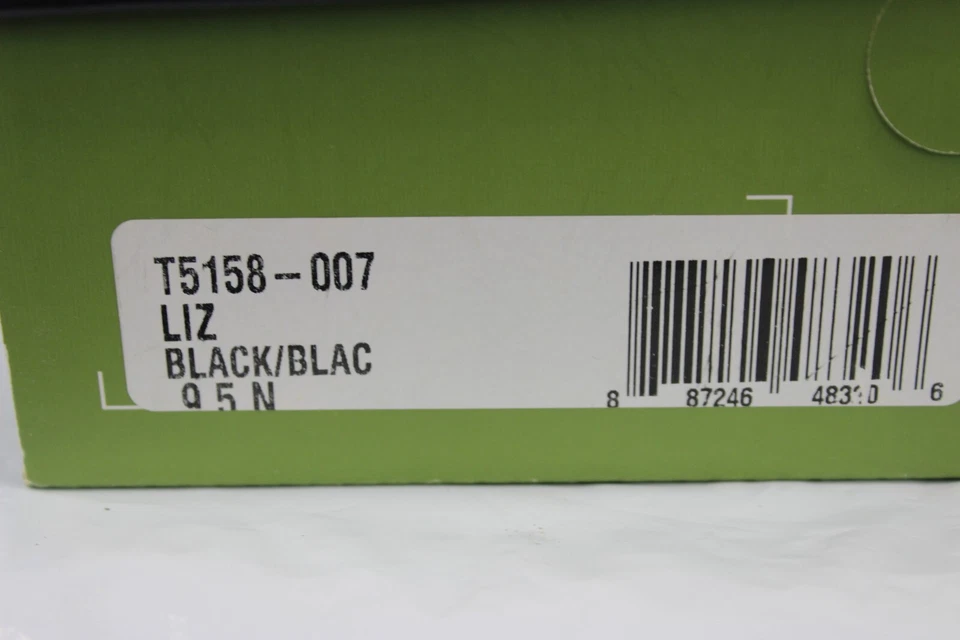 T5158-007
LIZ
BLACK/BLAC
9 5 N
8 87246 6